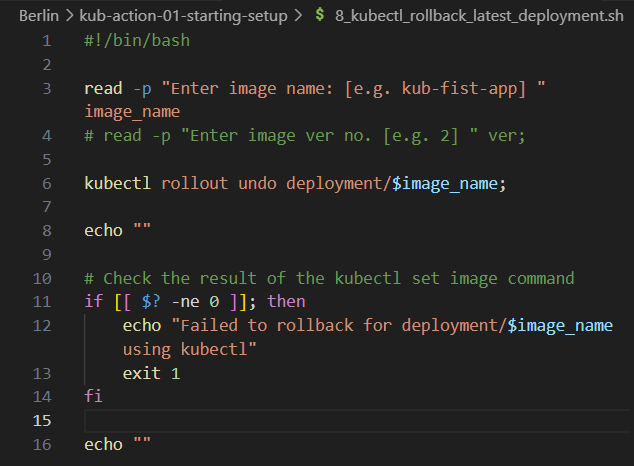 Berlin > kub-action-01-starting-setup > $ 8_kubectl_rollback_latest_deployment.sh
1 #!/bin/bash
2
3 read -p "Enter image name: [e.g. kub-fist-app] "
image_name
4 # read -p "Enter image ver no. [e.g. 2] " ver;
5
6 kubectl rollout undo deployment/$image_name;
7
8 echo ""
9
10 # Check the result of the kubectl set image command
11 if [[ $? -ne 0 ]]; then
12 echo "Failed to rollback for deployment/$image_name
using kubectl"
13 exit 1
14 fi
15
16 echo ""